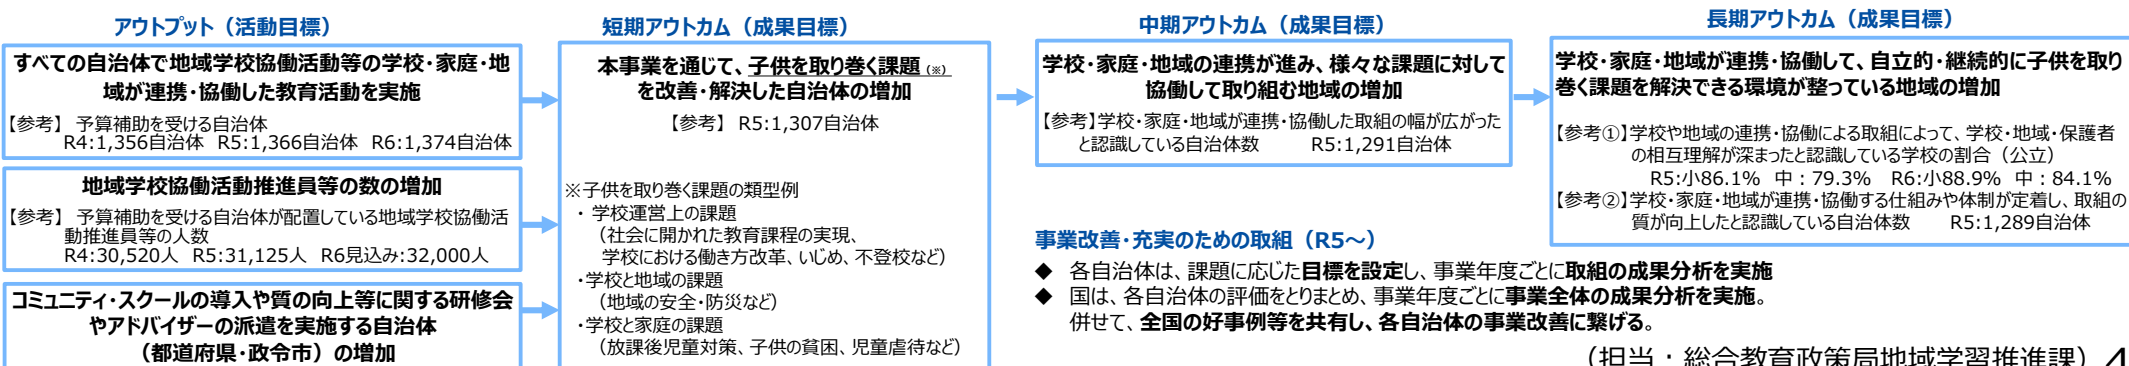 アウトプット（活動目標）
すべての自治体で地域学校協働活動等の学校・家庭・地
域が連携・協働した教育活動を実施
【参考】 予算補助を受ける自治体
R4:1,356自治体 R5:1,366自治体 R6:1,374自治体
地域学校協働活動推進員等の数の増加
【参考】 予算補助を受ける自治体が配置している地域学校協働活
動推進員等の人数
R4:30,520人 R5:31,125人 R6見込み:32,000人
コミュニティ・スクールの導入や質の向上等に関する研修会
やアドバイザーの派遣を実施する自治体
（都道府県・政令市）の増加
短期アウトカム（成果目標）
本事業を通じて、子供を取り巻く課題（※）
を改善・解決した自治体の増加
【参考】 R5:1,307自治体
※子供を取り巻く課題の類型例
・ 学校運営上の課題
（社会に開かれた教育課程の実現、
学校における働き方改革、いじめ、不登校など）
・学校と地域の課題
（地域の安全・防災など）
・学校と家庭の課題
（放課後児童対策、子供の貧困、児童虐待など）
中期アウトカム（成果目標）
学校・家庭・地域の連携が進み、様々な課題に対して
協働して取り組む地域の増加
【参考】学校・家庭・地域が連携・協働した取組の幅が広がった
と認識している自治体数 R5:1,291自治体
長期アウトカム（成果目標）
学校・家庭・地域が連携・協働して、自立的・継続的に子供を取り
巻く課題を解決できる環境が整っている地域の増加
【参考①】学校や地域の連携・協働による取組によって、学校・地域・保護者
の相互理解が深まったと認識している学校の割合（公立）
R5:小86.1% 中：79.3% R6:小88.9% 中：84.1%
【参考②】学校・家庭・地域が連携・協働する仕組みや体制が定着し、取組の
質が向上したと認識している自治体数 R5:1,289自治体
事業改善・充実のための取組（R5～）
◆ 各自治体は、課題に応じた目標を設定し、事業年度ごとに取組の成果分析を実施
◆ 国は、各自治体の評価をとりまとめ、事業年度ごとに事業全体の成果分析を実施。
併せて、全国の好事例等を共有し、各自治体の事業改善に繋げる。
（担当：総合教育政策局地域学習推進課）4